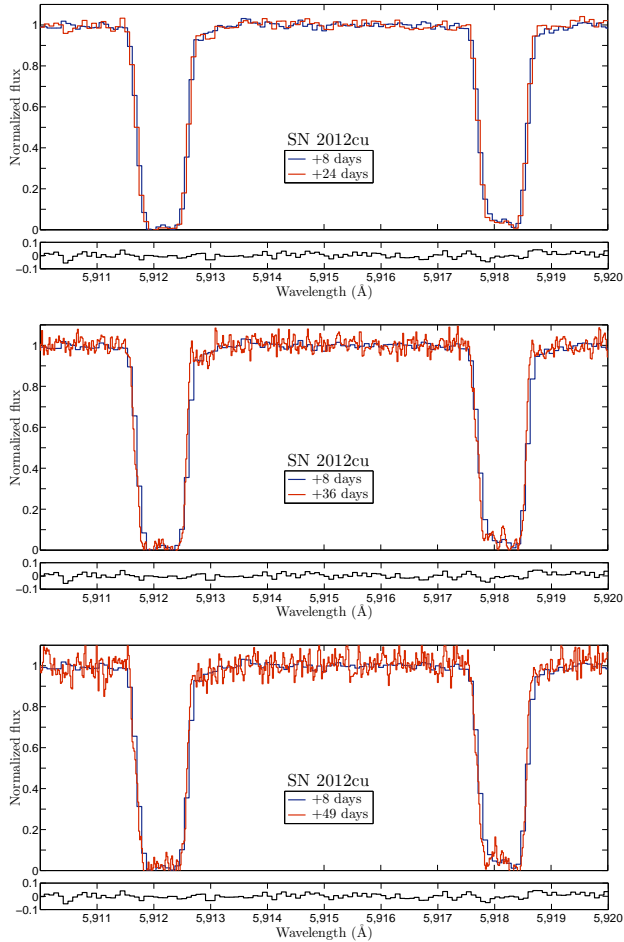 Normalized flux
1
0.8
0.6
0.4
0.2
0
SN 2012cu
+8 days
+24 days
0.1
−0.1
5,911 5,912 5,913 5,914 5,915 5,916 5,917 5,918 5,919 5,920
Wavelength (Å)
Normalized flux
1
0.8
0.6
0.4
0.2
0
SN 2012cu
+8 days
+36 days
0.1
0
−0.1
5,911 5,912 5,913 5,914 5,915 5,916 5,917 5,918 5,919 5,920
Wavelength (Å)
Normalized flux
1
0.8
0.6
0.4
0.2
0
SN 2012cu
+8 days
+49 days
0.1
0
−0.1
5,911 5,912 5,913 5,914 5,915 5,916 5,917 5,918 5,919 5,920
Wavelength (Å)